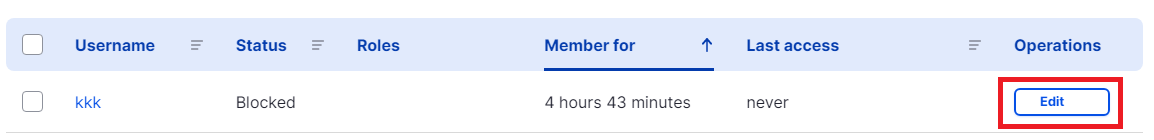 Username Status Roles Member for Last access Operations
kkk Blocked 4 hours 43 minutes never Edit